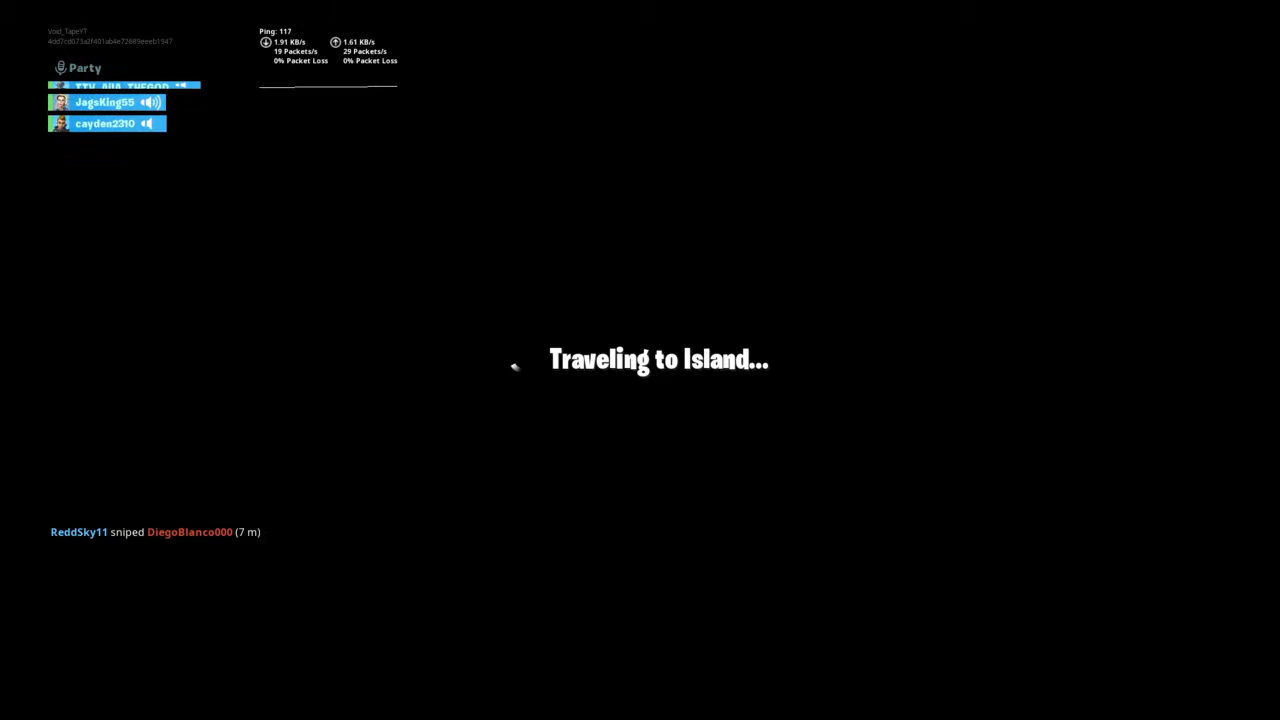 Void_TapeYT
Party
JagsKing55
cayden2310
Ping: 117
1.91 KB/s
1.61 KB/s
19 Packets/s
29 Packets/s
0% Packet Loss
0% Packet Loss
Traveling to Island...
ReddSky11 sniped DiegoBlanco000 (7 m)